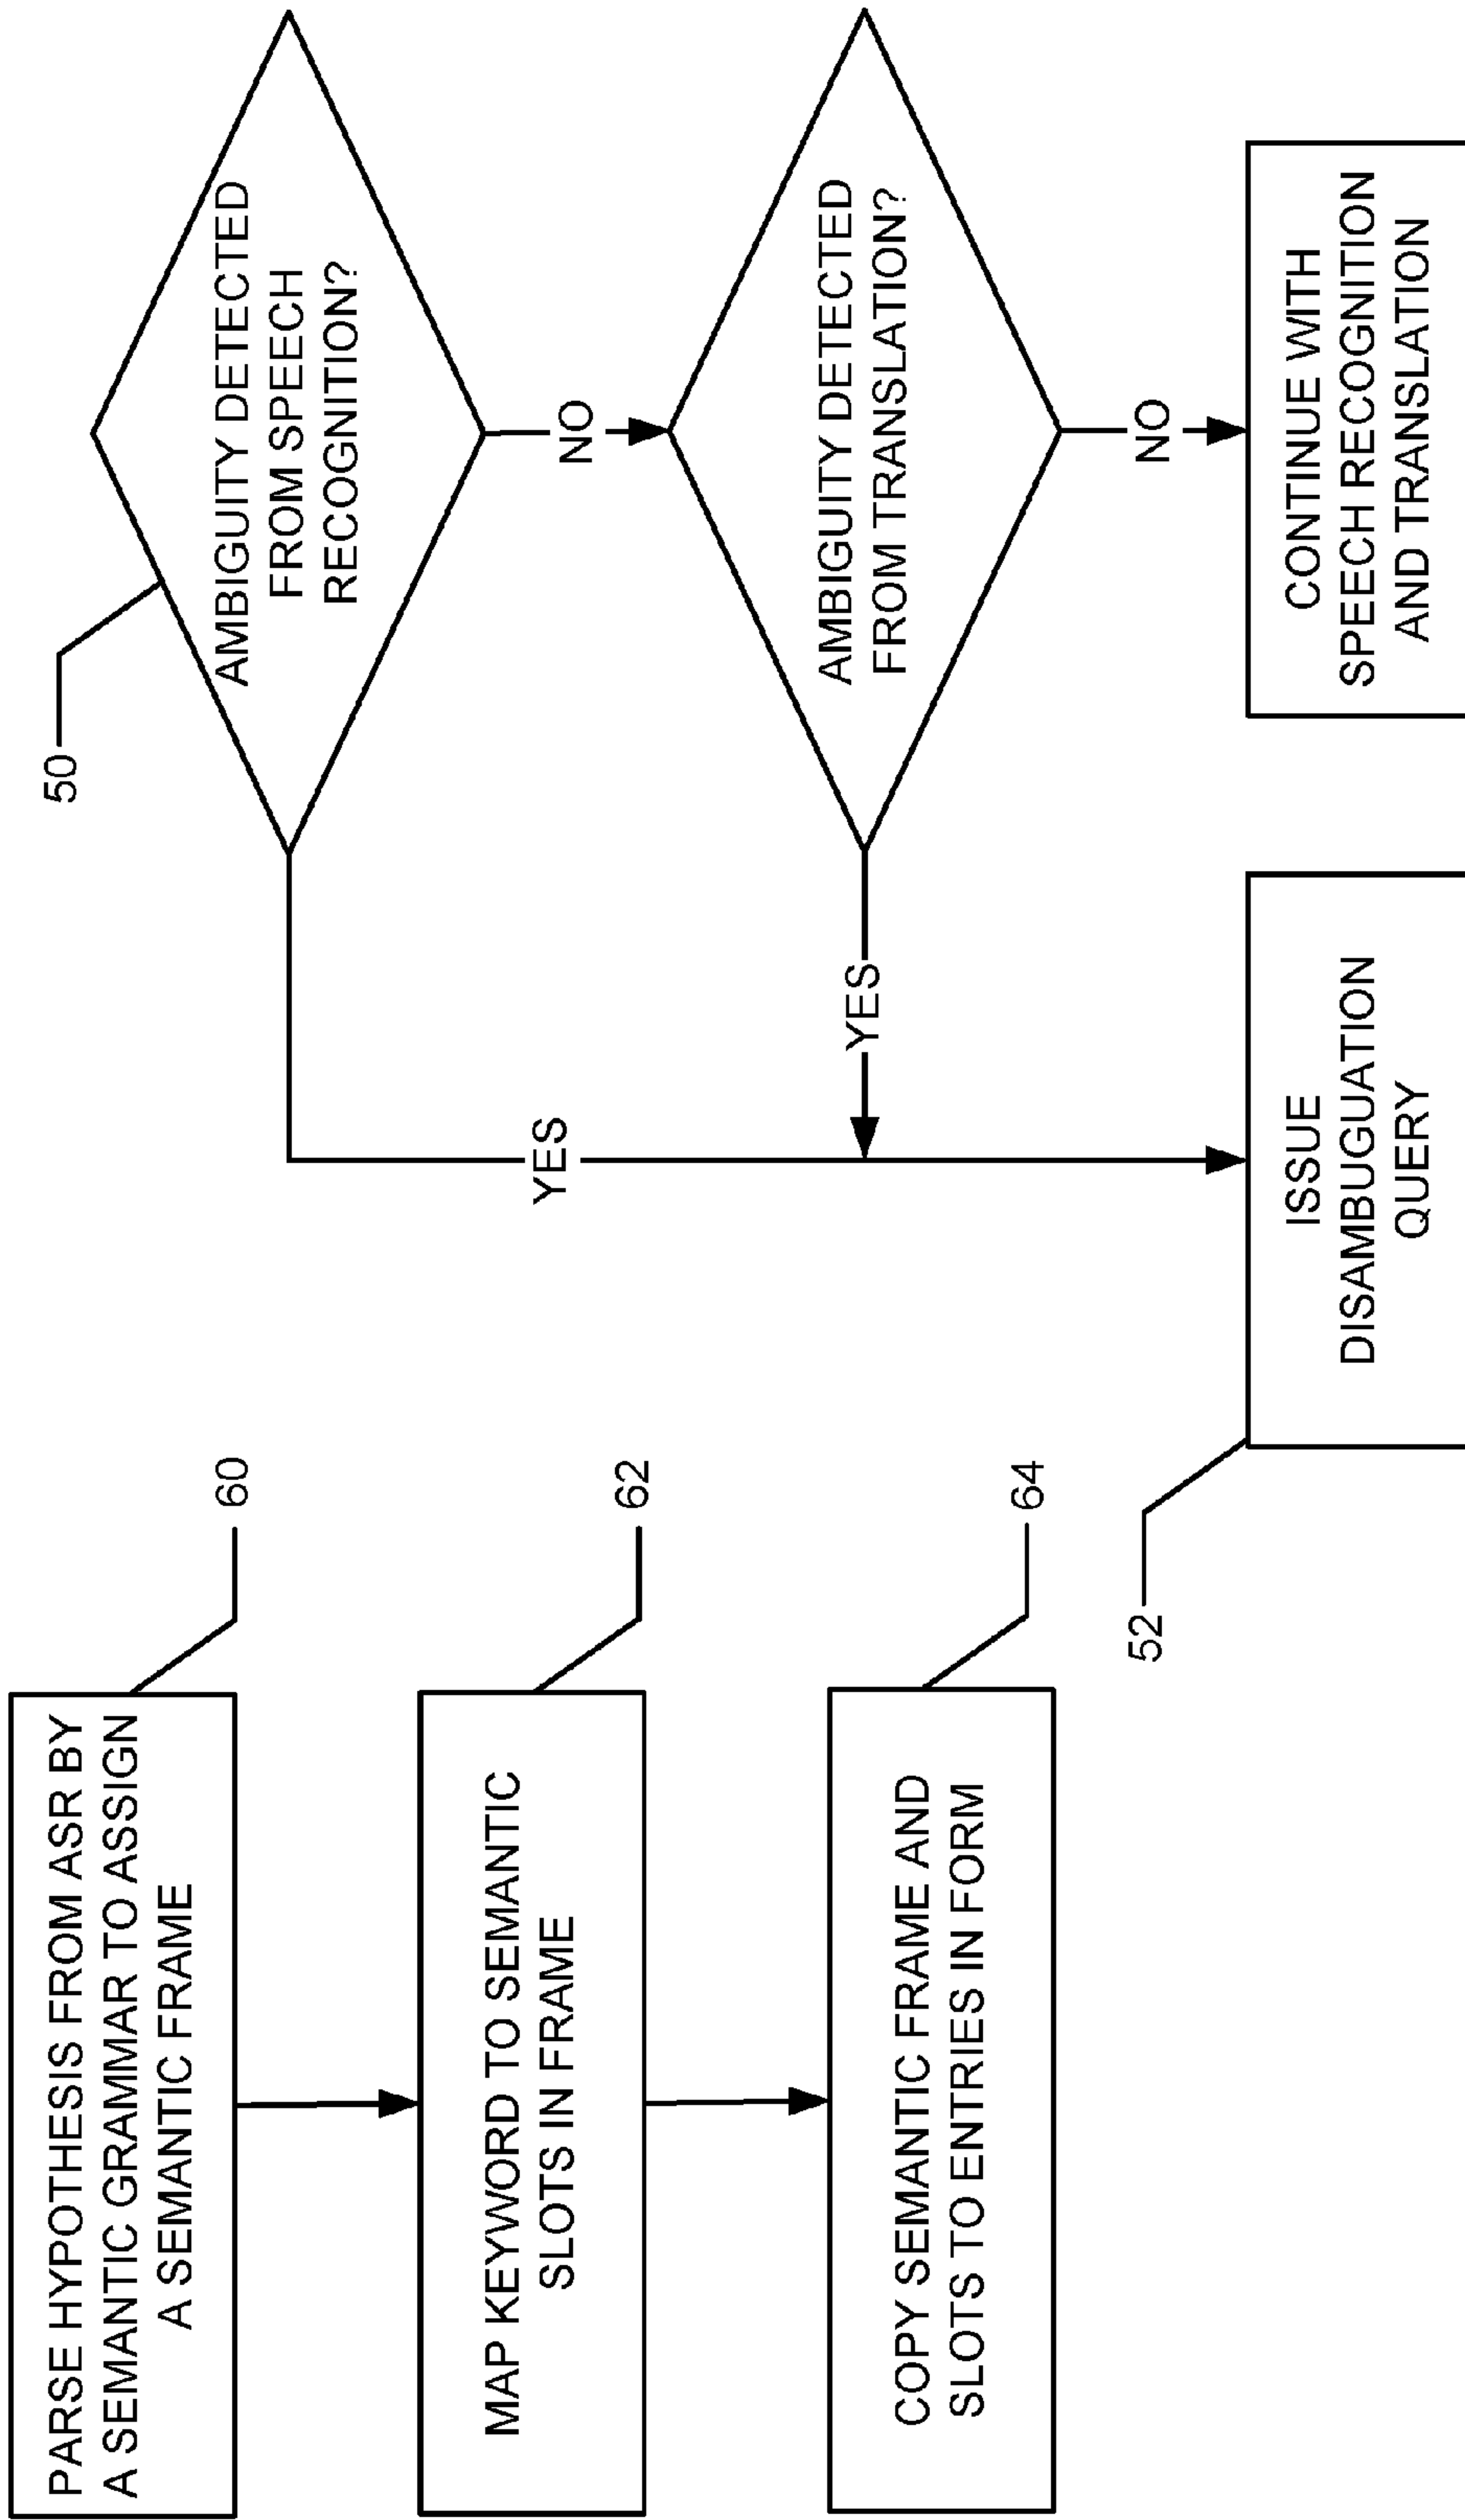 PARSE HYPOTHESIS FROM ASR BY
A SEMANTIC GRAMMAR TO ASSIGN
A SEMANTIC FRAME
60
MAP KEYWORD TO SEMANTIC
SLOTS IN FRAME
62
COPY SEMANTIC FRAME AND
SLOTS TO ENTRIES IN FORM
64
50
AMBIGUITY DETECTED
FROM SPEECH
RECOGNITION?
YES
NO
AMBIGUITY DETECTED
FROM TRANSLATION?
YES
NO
52
ISSUE
DISAMBUGUATION
QUERY
CONTINUE WITH
SPEECH RECOGNITION
AND TRANSLATION